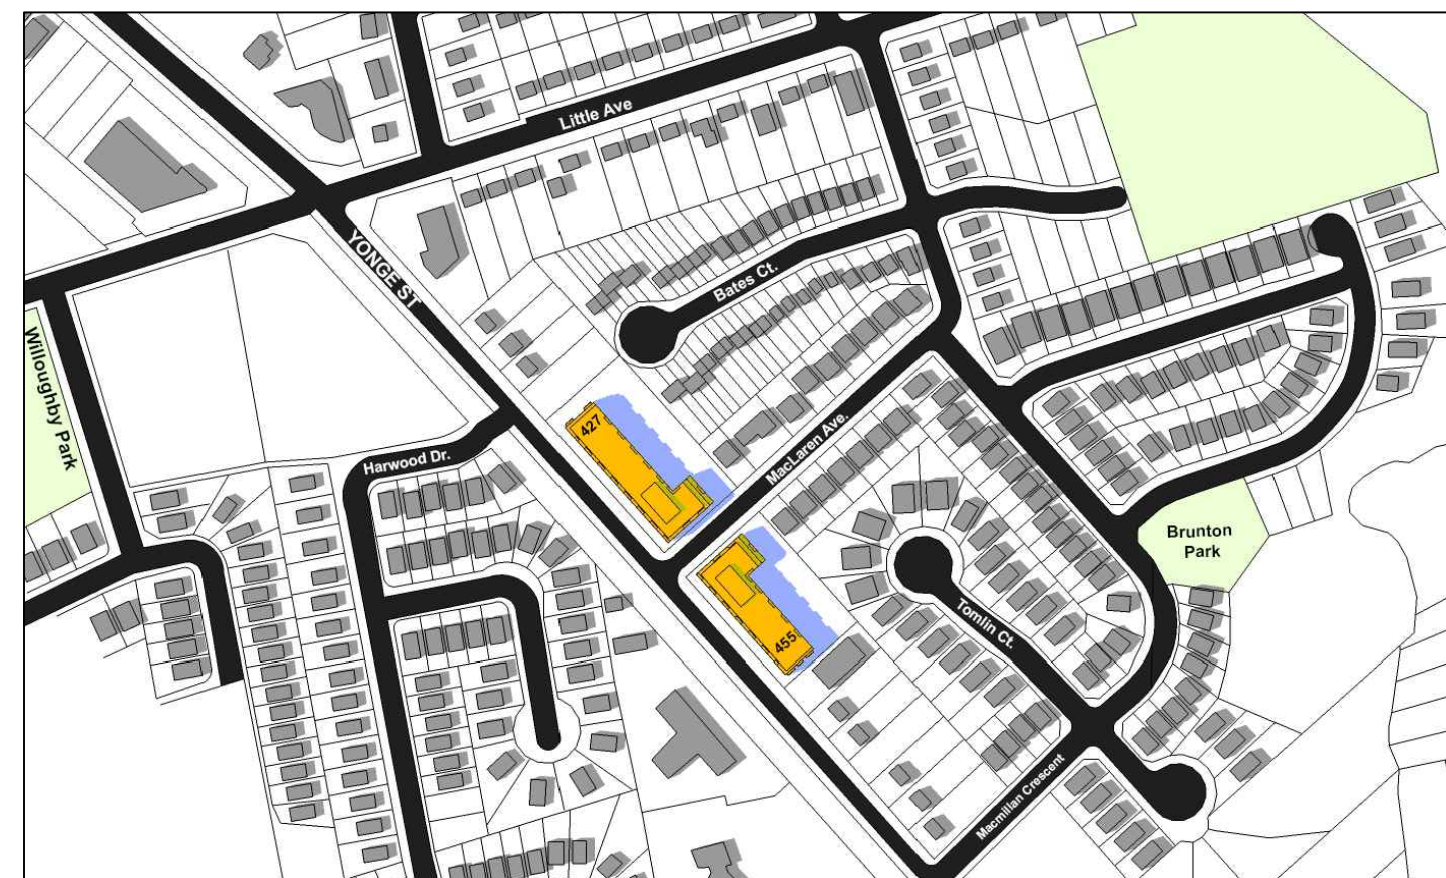 Little Ave
YONGE ST
Bates Ct.
Willoughby Park
427
MacLaren Ave.
Harwood Dr.
Brunton
Park
Tomlin Ct.
455
Macmillan Crescent